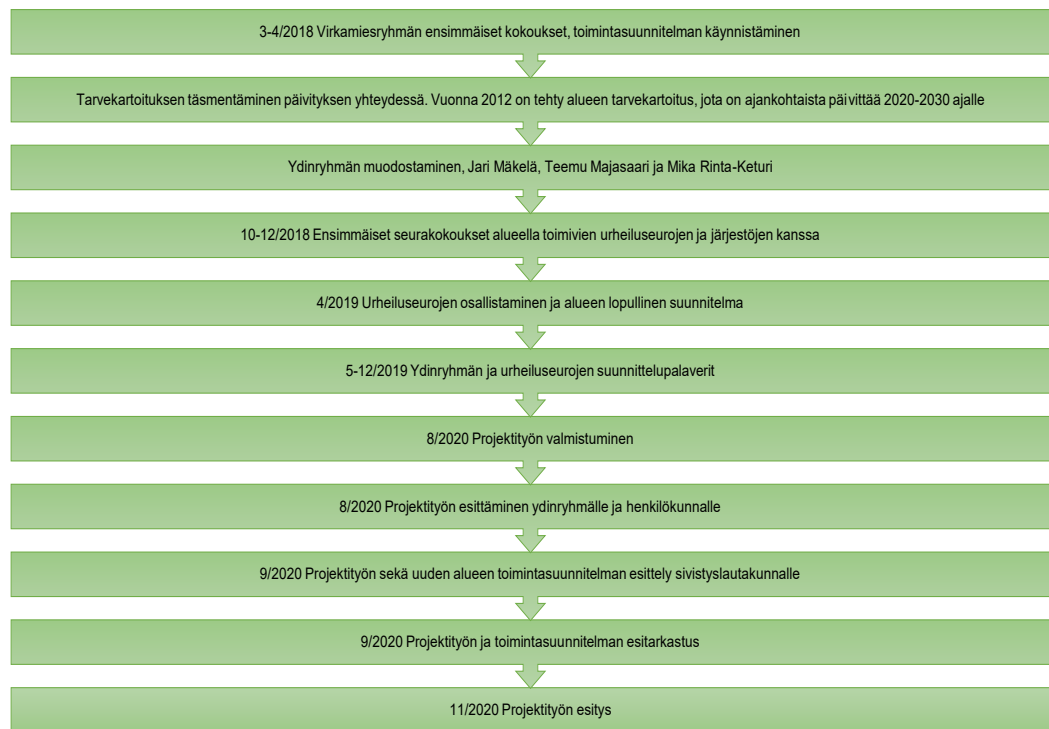 3-4/2018 Virkamiesryhmän ensimmäiset kokoukset, toimintasuunnitelman käynnistäminen
Tarvekartoituksen täsmentäminen päivityksen yhteydessä. Vuonna 2012 on tehty alueen tarvekartoitus, jota on ajankohtaista päivittää 2020-2030 ajalle
Ydinryhmän muodostaminen, Jari Mäkelä, Teemu Majasaari ja Mika Rinta-Keturi
10-12/2018 Ensimmäiset seurakokoukset alueella toimivien urheiluseurojen ja järjestöjen kanssa
4/2019 Urheiluseurojen osallistaminen ja alueen lopullinen suunnitelma
5-12/2019 Ydinryhmän ja urheiluseurojen suunnittelupalaverit
8/2020 Projektityön valmistuminen
8/2020 Projektityön esittäminen ydinryhmälle ja henkilökunnalle
9/2020 Projektityön sekä uuden alueen toimintasuunnitelman esittely sivistyslautakunnalle
9/2020 Projektityön ja toimintasuunnitelman esitarkastus
11/2020 Projektityön esitys